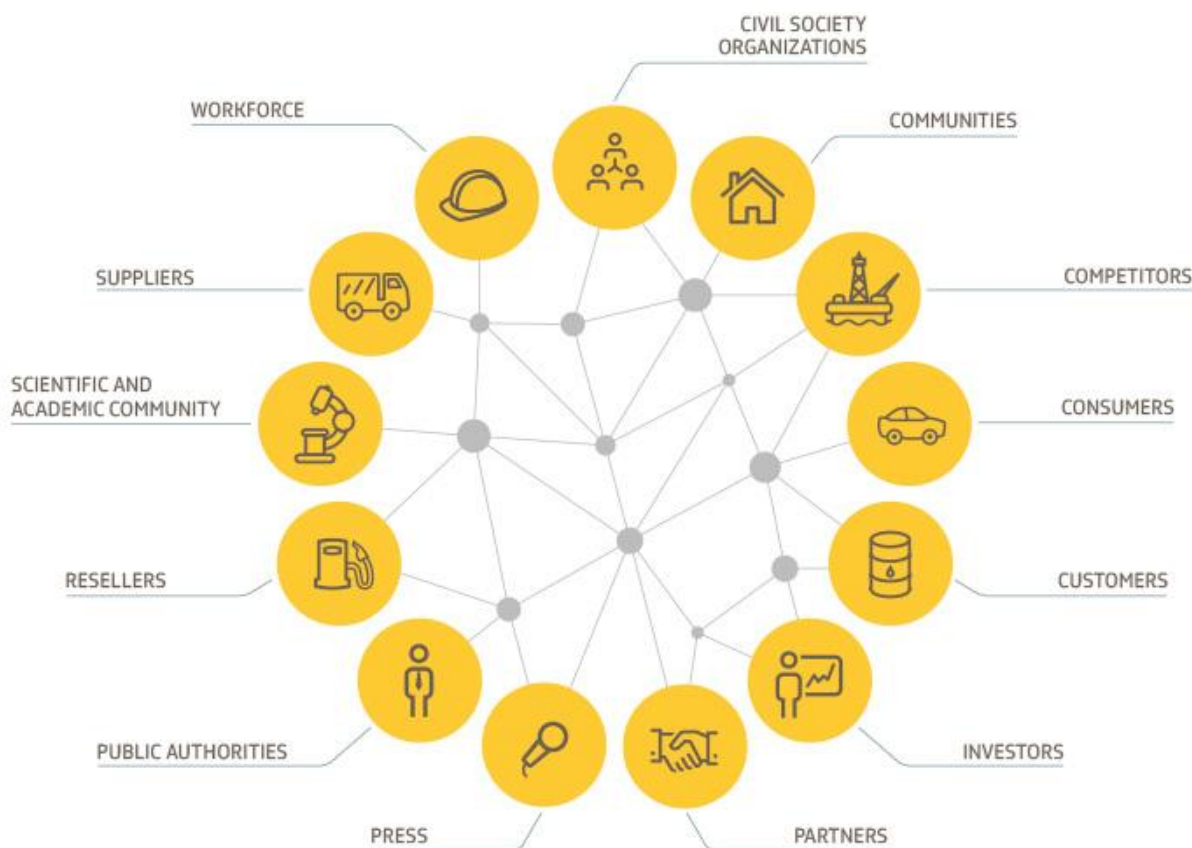 CIVIL SOCIETY
ORGANIZATIONS
WORKFORCE
COMMUNITIES
SUPPLIERS
COMPETITORS
SCIENTIFIC AND
ACADEMIC COMMUNITY
CONSUMERS
RESELLERS
CUSTOMERS
PUBLIC AUTHORITIES
INVESTORS
PRESS
PARTNERS